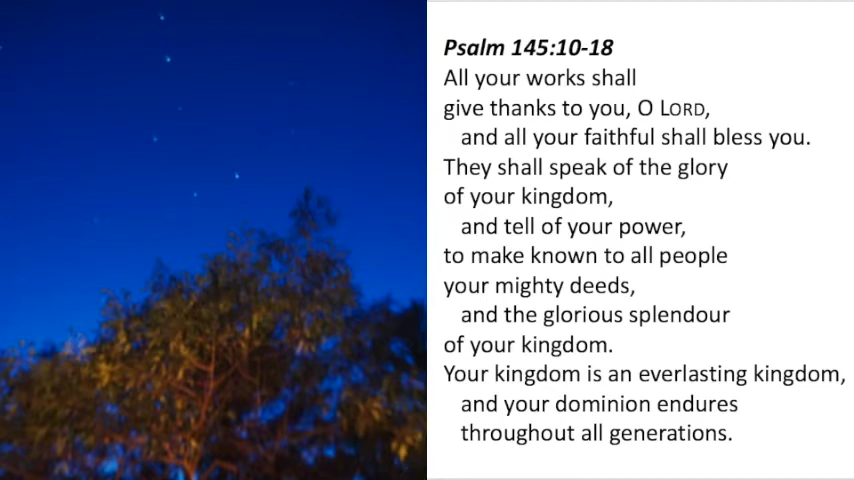 Psalm 145:10-18
All your works shall
give thanks to you, O LORD,
and all your faithful shall bless you.
They shall speak of the glory
of your kingdom,
and tell of your power,
to make known to all people
your mighty deeds,
and the glorious splendour
of your kingdom.
Your kingdom is an everlasting kingdom,
and your dominion endures
throughout all generations.